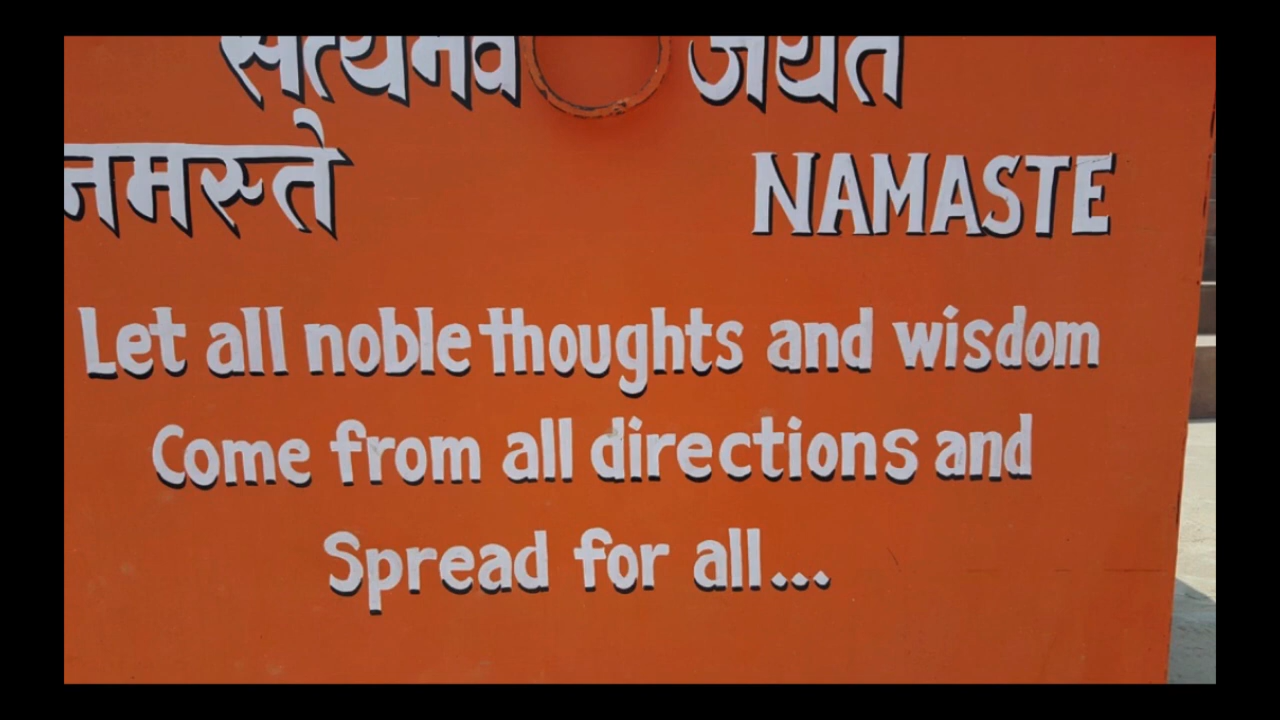 सत्यमेव जयते
नमस्ते NAMASTE
Let all noble thoughts and wisdom
Come from all directions and
Spread for all...